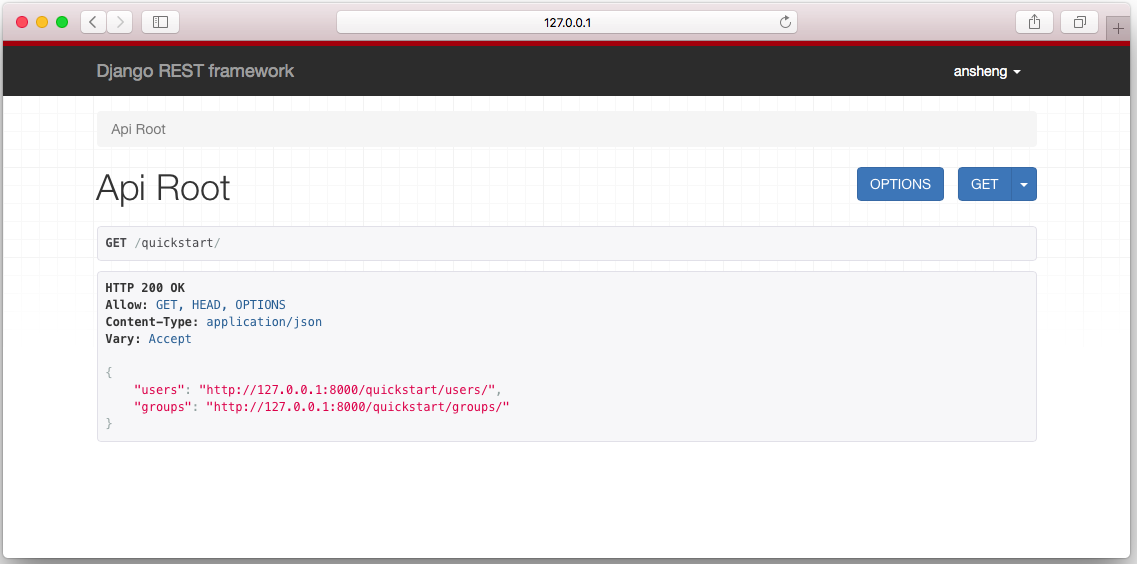 127.0.0.1
Django REST framework
ansheng
Api Root
Api Root
OPTIONS
GET
GET /quickstart/
HTTP 200 OK
Allow: GET, HEAD, OPTIONS
Content-Type: application/json
Vary: Accept
{
    "users": "http://127.0.0.1:8000/quickstart/users/",
    "groups": "http://127.0.0.1:8000/quickstart/groups/"
}